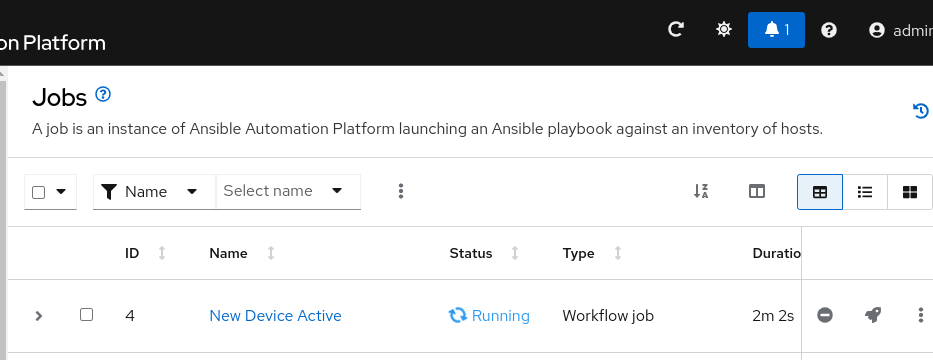 1
admin
on Platform
Jobs
A job is an instance of Ansible Automation Platform launching an Ansible playbook against an inventory of hosts.
Name Select name
ID Name Status Type Duratio
4 New Device Active Running Workflow job 2m 2s